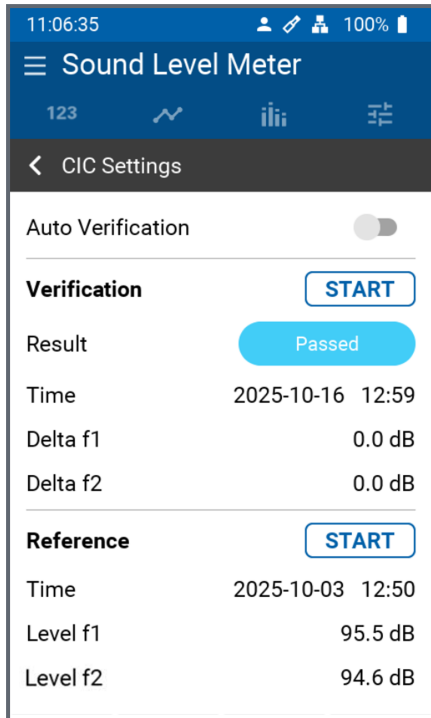 11:06:35 100%
Sound Level Meter
123
CIC Settings
Auto Verification
Verification START
Result Passed
Time 2025-10-16 12:59
Delta f1 0.0 dB
Delta f2 0.0 dB
Reference START
Time 2025-10-03 12:50
Level f1 95.5 dB
Level f2 94.6 dB